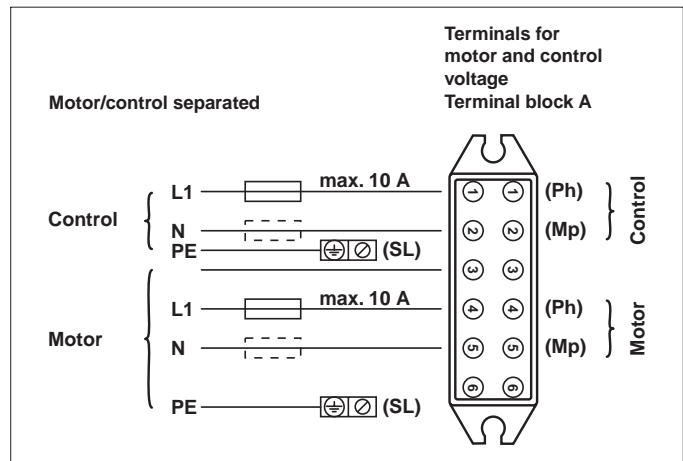 Terminals for
motor and control
voltage
Terminal block A
Motor/control separated
L1 max. 10 A 1 1 (Ph)
Control
N 2 2 (Mp)
Control
PE (SL)
3 3
L1 max. 10 A 4 4 (Ph)
Motor
N 5 5 (Mp)
Motor
6 6
PE (SL)